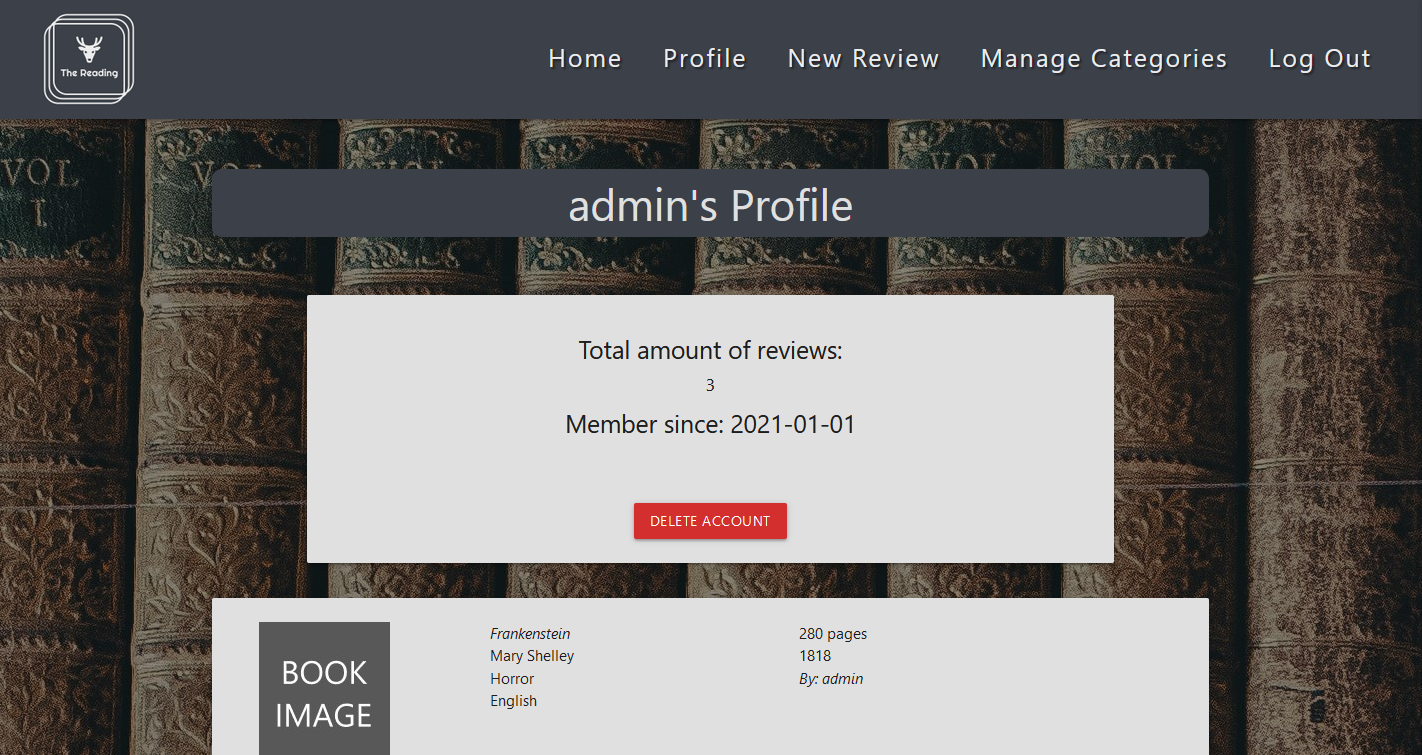 The Reading
Home Profile New Review Manage Categories Log Out
VOL
I
VOL
VOL
VOL
VOL
VOL
admin's Profile
Total amount of reviews:
3
Member since: 2021-01-01
DELETE ACCOUNT
BOOK
IMAGE
Frankenstein
Mary Shelley
Horror
English
280 pages
1818
By: admin